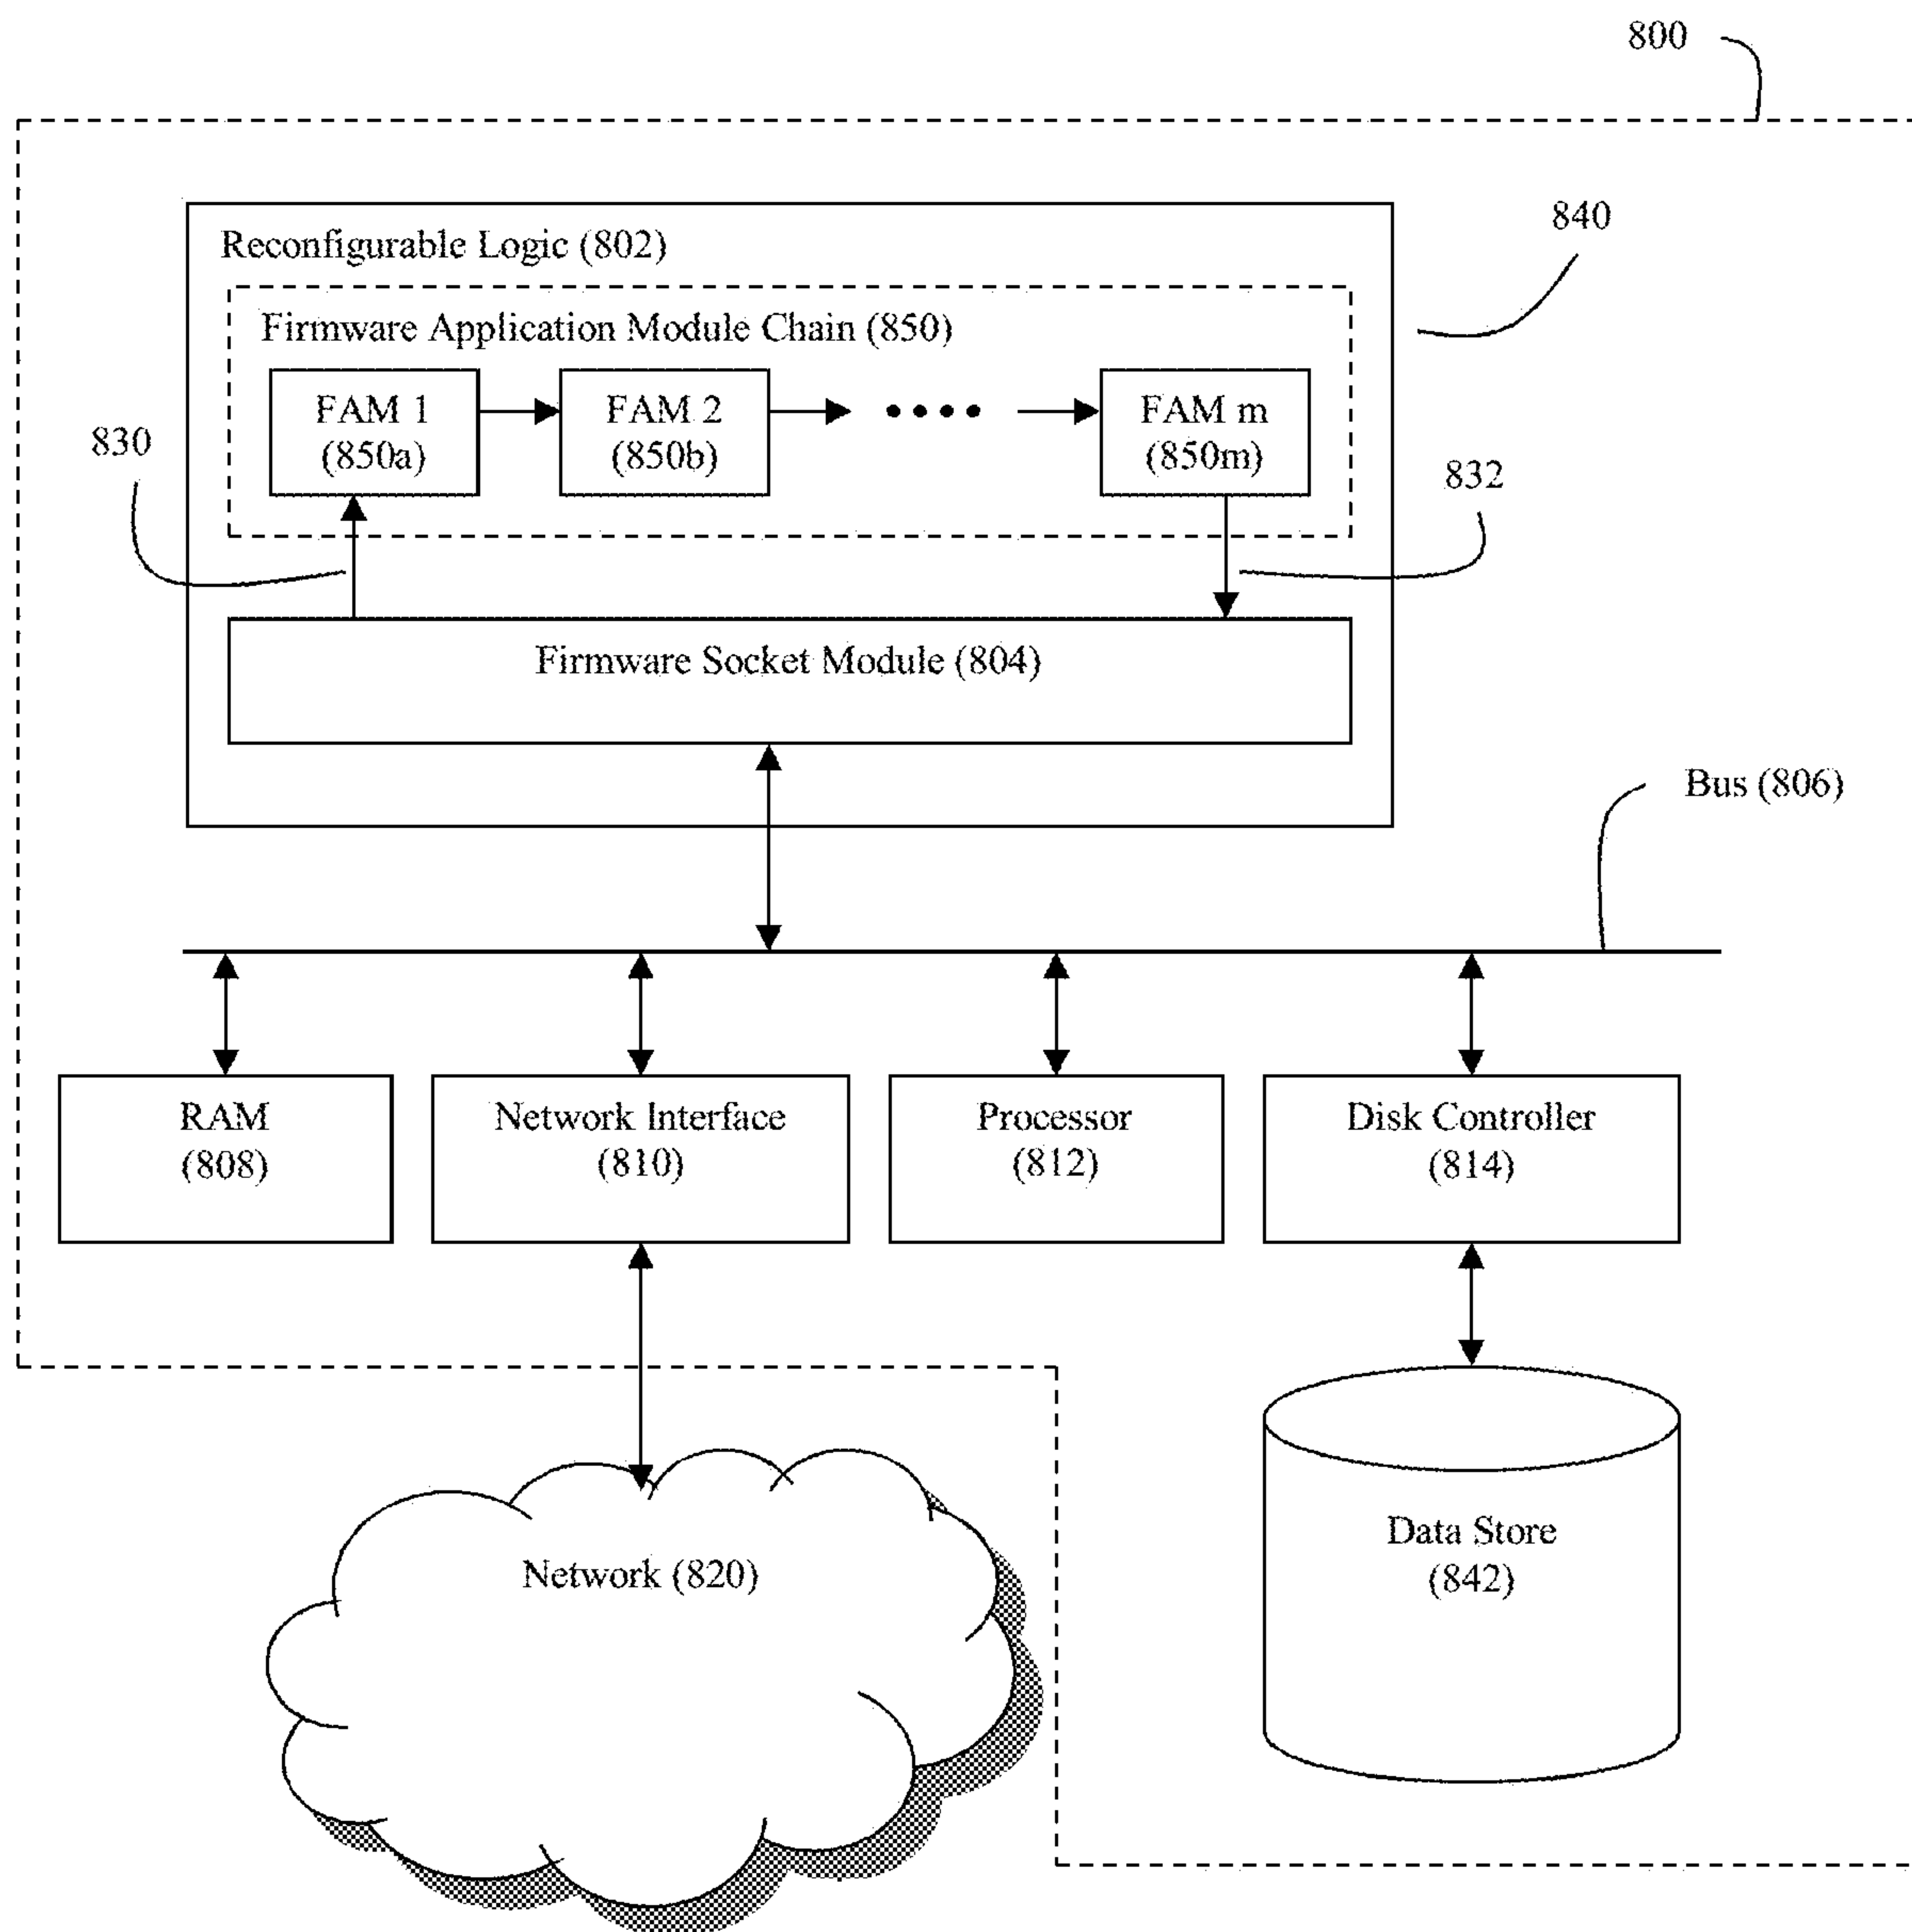 800
840
Reconfigurable Logic (802)
Firmware Application Module Chain (850)
FAM 1
(850a)
FAM 2
(850b)
FAM m
(850m)
830
832
Firmware Socket Module (804)
Bus (806)
RAM
(808)
Network Interface
(810)
Processor
(812)
Disk Controller
(814)
Network (820)
Data Store
(842)